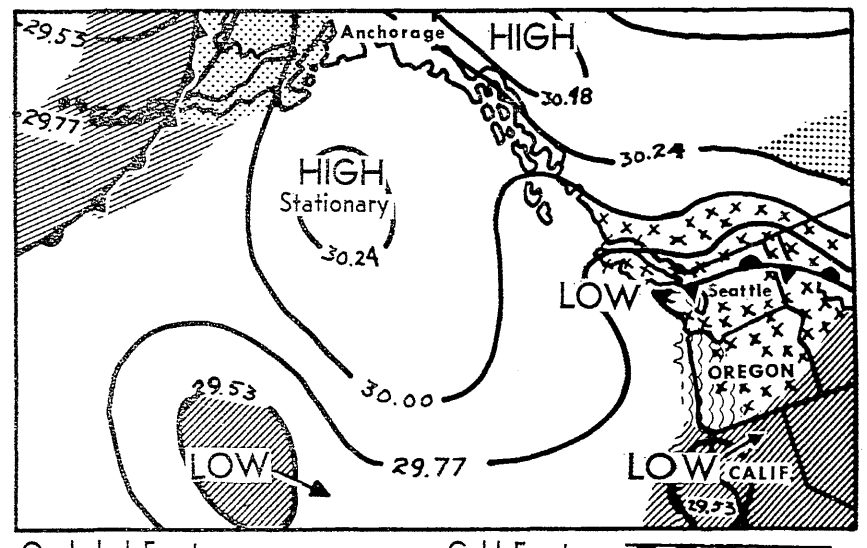 29.53
Anchorage
HIGH
30.48
29.77
30.24
HIGH
Stationary
30.24
LOW
Seattle
OREGON
29.53
30.00
LOW
29.77
LOW
CALIF
29.53